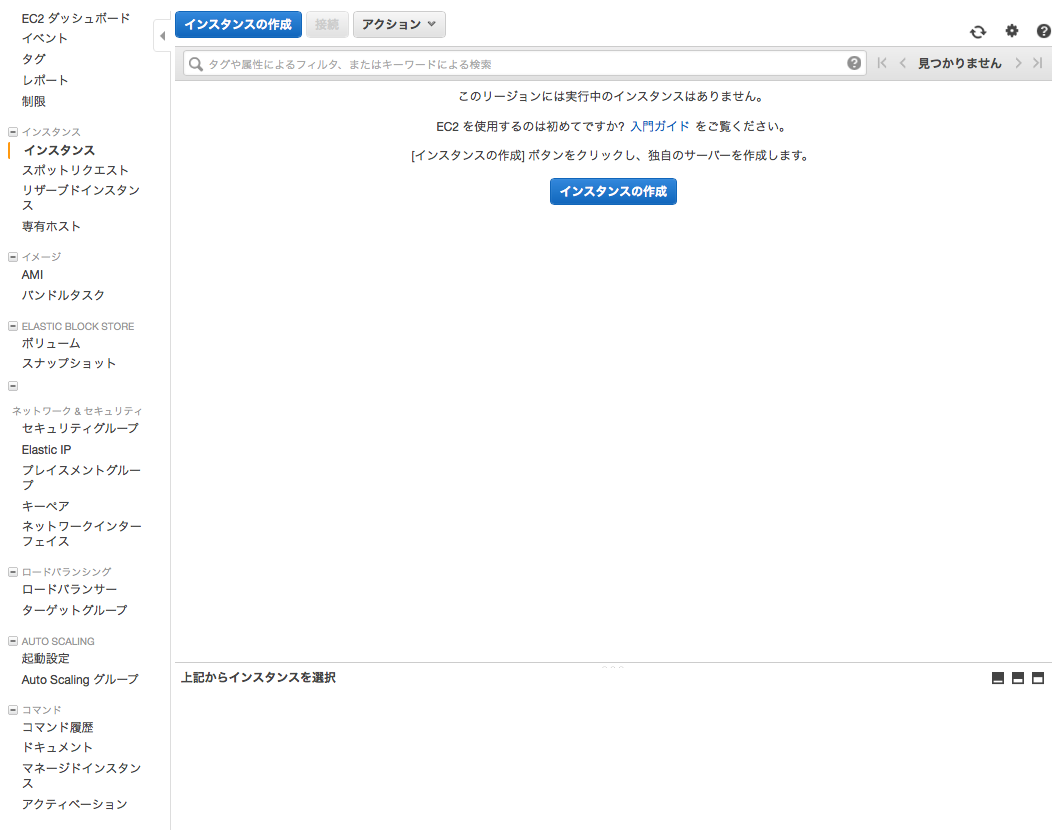 EC2 ダッシュボード
イベント
タグ
レポート
制限
インスタンス
インスタンス
スポットリクエスト
リザーブドインスタン
ス
専有ホスト
イメージ
AMI
バンドルタスク
ELASTIC BLOCK STORE
ボリューム
スナップショット
ネットワーク & セキュリティ
セキュリティグループ
Elastic IP
プレイスメントグルー
プ
キーペア
ネットワークインター
フェイス
ロードバランシング
ロードバランサー
ターゲットグループ
AUTO SCALING
起動設定
Auto Scaling グループ
コマンド
コマンド履歴
ドキュメント
マネージドインスタン
ス
アクティベーション
インスタンスの作成 接続 アクション
タグや属性によるフィルタ、またはキーワードによる検索 見つかりません
このリージョンには実行中のインスタンスはありません。
EC2 を使用するのは初めてですか? 入門ガイド をご覧ください。
[インスタンスの作成] ボタンをクリックし、独自のサーバーを作成します。
インスタンスの作成
上記からインスタンスを選択